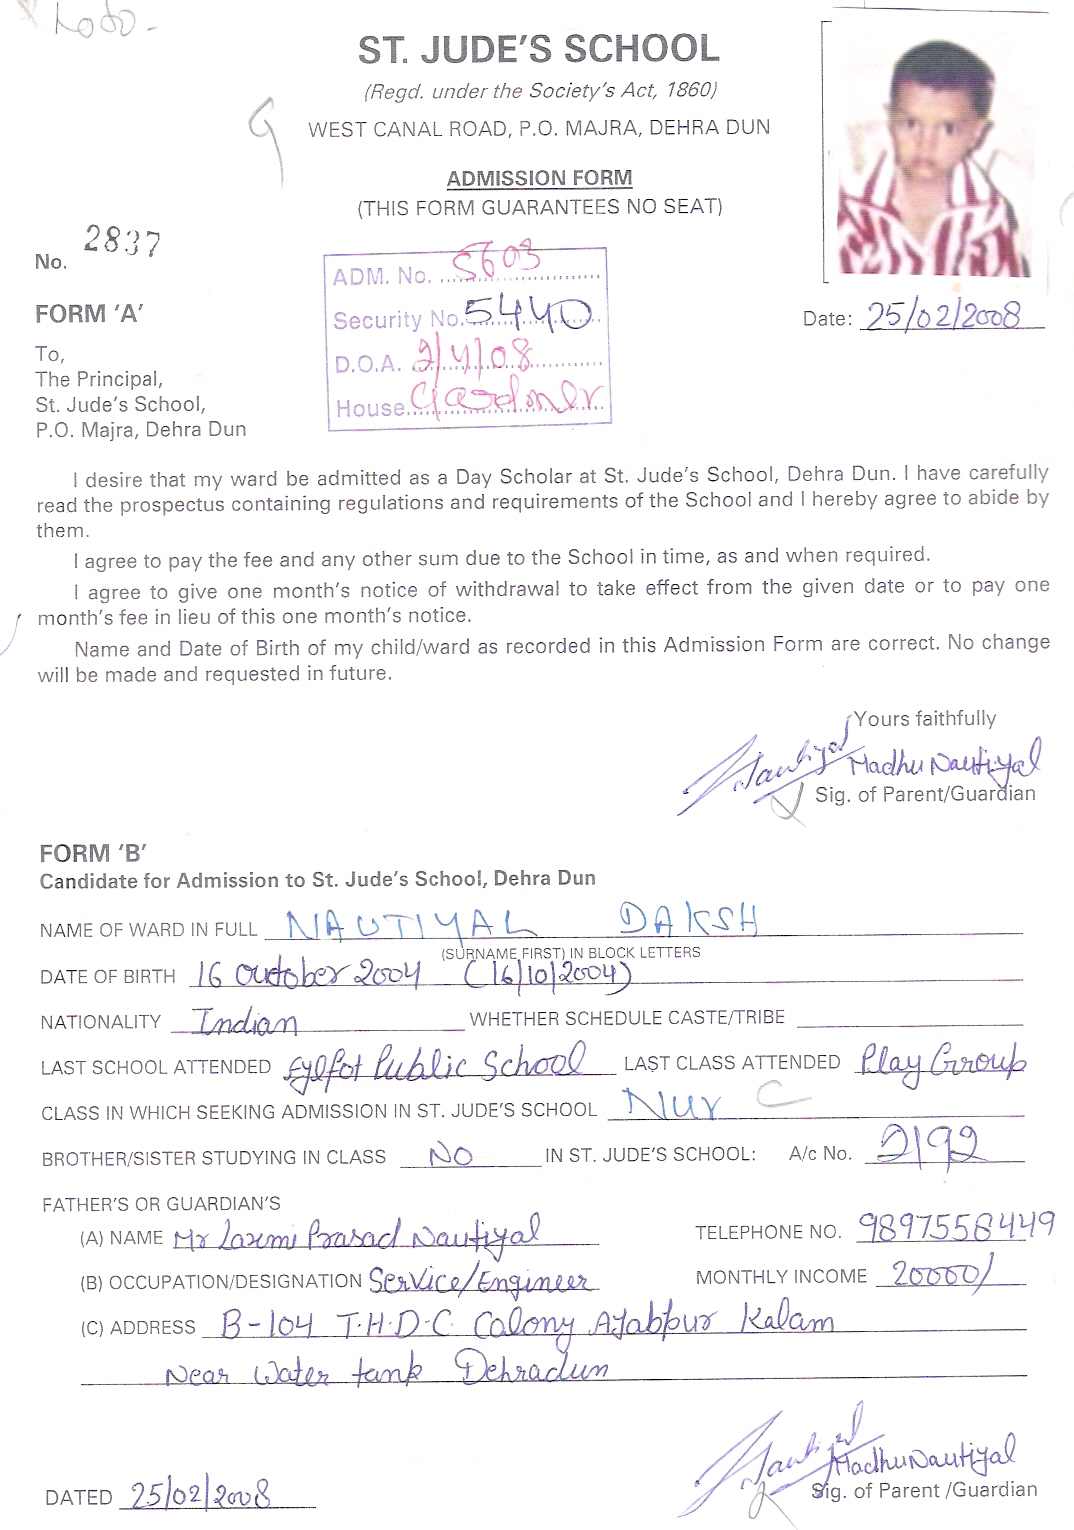 ST. JUDE'S SCHOOL
(Regd. under the Society's Act, 1860)
WEST CANAL ROAD, P.O. MAJRA, DEHRA DUN
ADMISSION FORM
(THIS FORM GUARANTEES NO SEAT)
No. 2837
ADM. No. 5603
Security No. 5440
D.O.A. 2/4/08
House Gardner
Date: 25/02/2008
FORM 'A'
To,
The Principal,
St. Jude's School,
P.O. Majra, Dehra Dun
I desire that my ward be admitted as a Day Scholar at St. Jude's School, Dehra Dun. I have carefully
read the prospectus containing regulations and requirements of the School and I hereby agree to abide by
them.
I agree to pay the fee and any other sum due to the School in time, as and when required.
I agree to give one month's notice of withdrawal to take effect from the given date or to pay one
month's fee in lieu of this one month's notice.
Name and Date of Birth of my child/ward as recorded in this Admission Form are correct. No change
will be made and requested in future.
Yours faithfully
Nautiyal Madhu Nautiyal
Sig. of Parent/Guardian
FORM 'B'
Candidate for Admission to St. Jude's School, Dehra Dun
NAME OF WARD IN FULL NAUTIYAL DAKSH
(SURNAME FIRST) IN BLOCK LETTERS
DATE OF BIRTH 16 October 2004 (16/10/2004)
NATIONALITY Indian WHETHER SCHEDULE CASTE/TRIBE
LAST SCHOOL ATTENDED Fylfot Public School LAST CLASS ATTENDED Play Group
CLASS IN WHICH SEEKING ADMISSION IN ST. JUDE'S SCHOOL Nur C
BROTHER/SISTER STUDYING IN CLASS NO IN ST. JUDE'S SCHOOL: A/c No. 2192
FATHER'S OR GUARDIAN'S
(A) NAME Mr Laxmi Prasad Nautiyal TELEPHONE NO. 9897558449
(B) OCCUPATION/DESIGNATION Service/Engineer MONTHLY INCOME 20000/
(C) ADDRESS B-104 T.H.D.C Colony Ajabpur Kalam
Near Water tank Dehradun
Nautiyal Madhu Nautiyal
DATED 25/02/2008 Sig. of Parent /Guardian